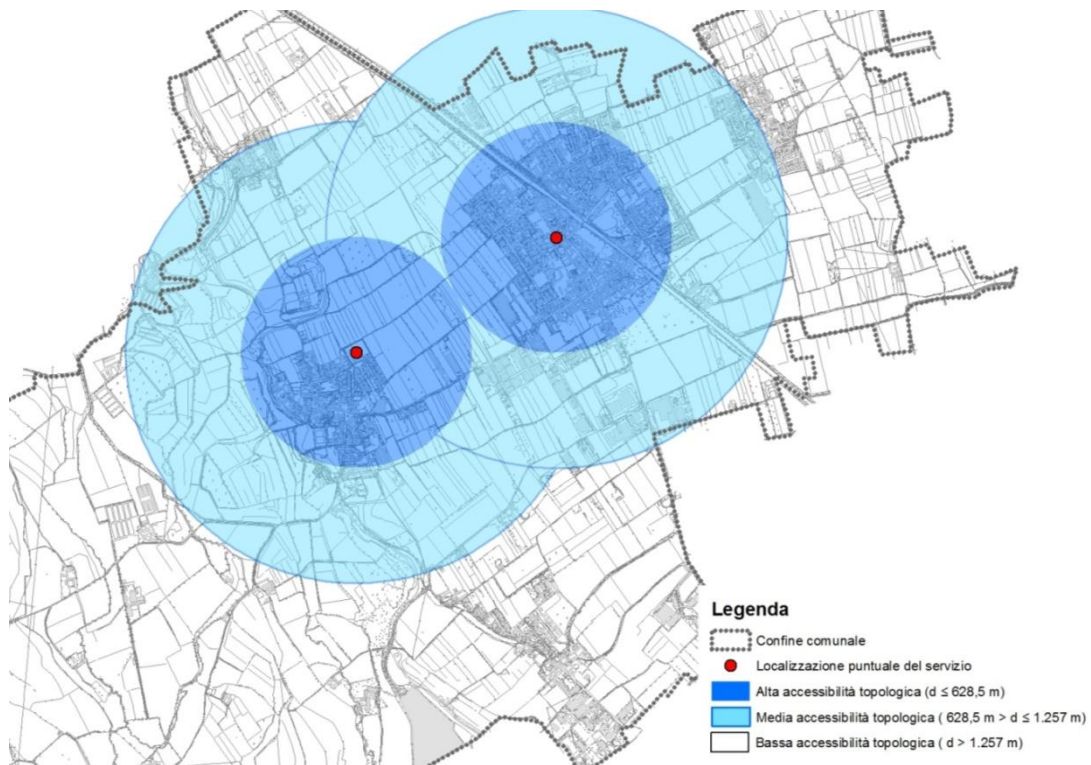 Legenda
Confine comunale
Localizzazione puntuale del servizio
Alta accessibilità topologica (d ≤ 628,5 m)
Media accessibilità topologica ( 628,5 m > d ≤ 1.257 m)
Bassa accessibilità topologica ( d > 1.257 m)